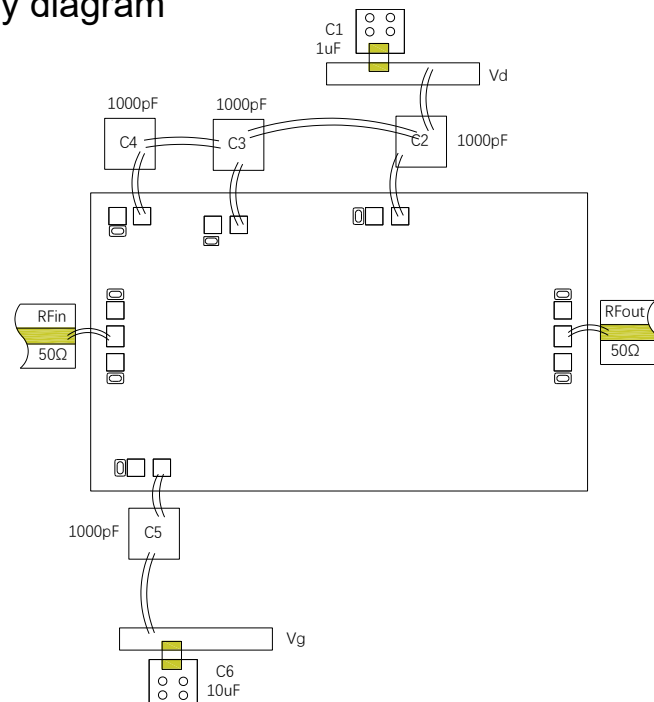 y diagram
C1
1uF
Vd
1000pF
1000pF
C4
C3
C2
1000pF
RFin
50Ω
RFout
50Ω
1000pF
C5
Vg
C6
10uF